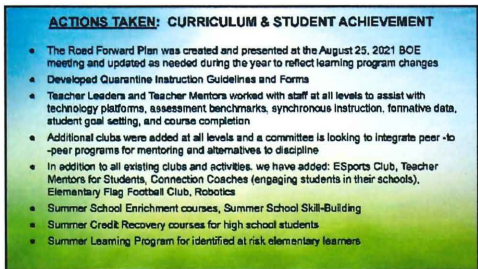 ACTIONS TAKEN: CURRICULUM & STUDENT ACHIEVEMENT
• The Road Forward Plan was created and presented at the August 25, 2021 BOE
meeting and updated as needed during the year to reflect learning program changes
• Developed Quarantine Instruction Guidelines and Forms
• Teacher Leaders and Teacher Mentors worked with staff at all levels to assist with
technology platforms, assessment benchmarks, synchronous instruction, formative data,
student goal setting, and course completion
• Additional clubs were added at all levels and a committee is looking to integrate peer -to
-peer programs for mentoring and alternatives to discipline
• In addition to all existing clubs and activities, we have added: ESports Club, Teacher
Mentors for Students, Connection Coaches (engaging students in their schools),
Elementary Flag Football Club, Robotics
• Summer School Enrichment courses, Summer School Skill-Building
• Summer Credit Recovery courses for high school students
• Summer Learning Program for identified at risk elementary learners